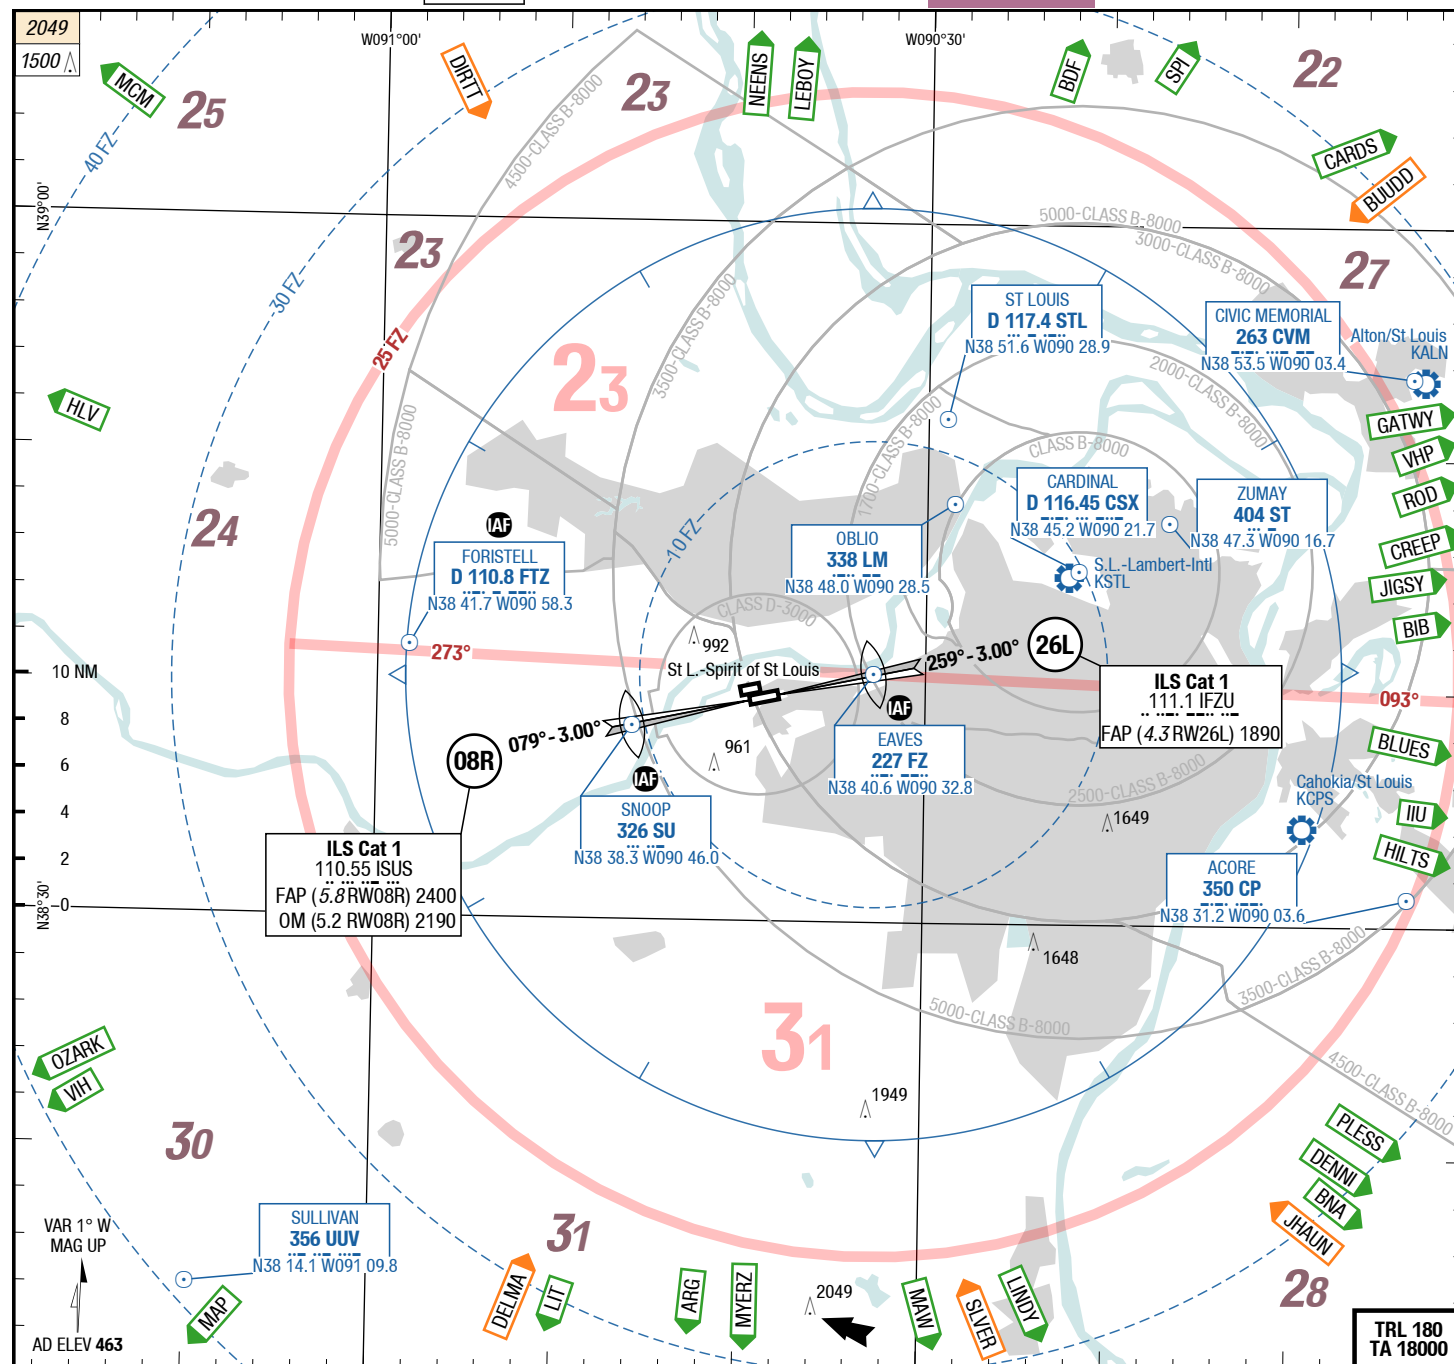 2049
1500
W091°00'
W090°30'
MCM
25
DIRTT
23
NEENS
LEBOY
BDF
SPI
22
40 FZ
4500-CLASS B-8000
CARDS
BUUDD
N39°00'
23
5000-CLASS B-8000
3000-CLASS B-8000
27
30 FZ
25 FZ
3500-CLASS B-8000
ST LOUIS
D 117.4 STL
N38 51.6 W090 28.9
CIVIC MEMORIAL
263 CVM
N38 53.5 W090 03.4
Alton/St Louis
KALN
HLV
23
2000-CLASS B-8000
5000-CLASS B-8000
1700-CLASS B-8000
CLASS B-8000
GATWY
VHP
ROD
CREEP
JIGSY
BIB
24
IAF
FORISTELL
D 110.8 FTZ
N38 41.7 W090 58.3
10 FZ
OBLIO
338 LM
N38 48.0 W090 28.5
CARDINAL
D 116.45 CSX
N38 45.2 W090 21.7
ZUMAY
404 ST
N38 47.3 W090 16.7
S.L.-Lambert-Intl
KSTL
CLASS D-3000
992
273°
St L.-Spirit of St Louis
259°- 3.00°
26L
ILS Cat 1
111.1 IFZU
FAP (4.3 RW26L) 1890
093°
10 NM
8
6
4
2
0
N38°30'
079°- 3.00°
08R
IAF
961
IAF
EAVES
227 FZ
N38 40.6 W090 32.8
SNOOP
326 SU
N38 38.3 W090 46.0
2500-CLASS B-8000
1649
BLUES
Cahokia/St Louis
KCPS
IIU
HILTS
ILS Cat 1
110.55 ISUS
FAP (5.8 RW08R) 2400
OM (5.2 RW08R) 2190
ACORE
350 CP
N38 31.2 W090 03.6
1648
3500-CLASS B-8000
5000-CLASS B-8000
31
OZARK
VIH
4500-CLASS B-8000
1949
30
PLESS
DENNI
BNA
JHAUN
VAR 1° W
MAG UP
AD ELEV 463
SULLIVAN
356 UUV
N38 14.1 W091 09.8
MAP
31
DELMA
LIT
ARG
MYERZ
2049
MAW
SLVER
LINDY
28
TRL 180
TA 18000